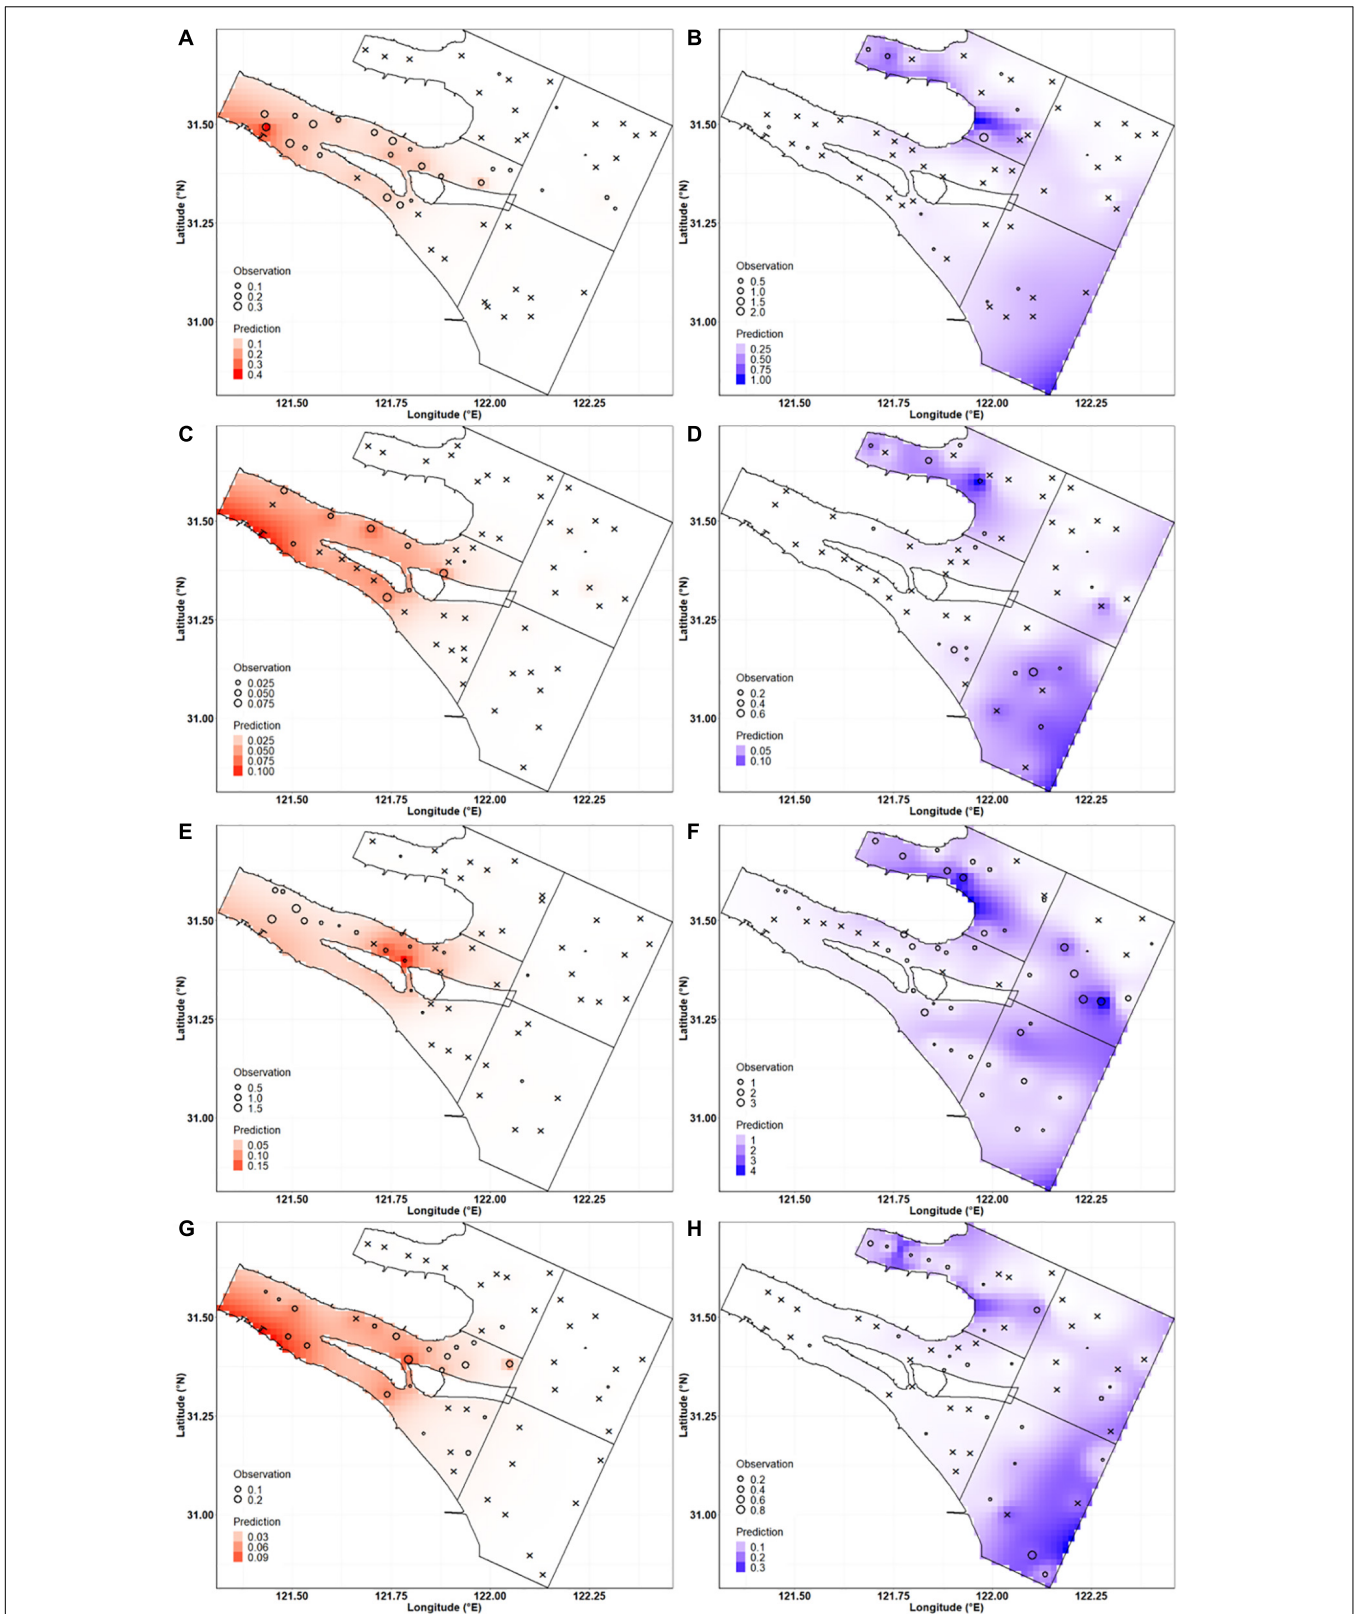 A
Latitude (°N)
31.50
31.25
31.00
Observation
0.1
0.2
0.3
Prediction
0.1
0.2
0.3
0.4
121.50 121.75 122.00 122.25
Longitude (°E)
B
Latitude (°N)
31.50
31.25
31.00
Observation
0.5
1.0
1.5
2.0
Prediction
0.25
0.50
0.75
1.00
121.50 121.75 122.00 122.25
Longitude (°E)
C
Latitude (°N)
31.50
31.25
31.00
Observation
0.025
0.050
0.075
Prediction
0.025
0.050
0.075
0.100
121.50 121.75 122.00 122.25
Longitude (°E)
D
Latitude (°N)
31.50
31.25
31.00
Observation
0.2
0.4
0.6
Prediction
0.05
0.10
121.50 121.75 122.00 122.25
Longitude (°E)
E
Latitude (°N)
31.50
31.25
31.00
Observation
0.5
1.0
1.5
Prediction
0.05
0.10
0.15
121.50 121.75 122.00 122.25
Longitude (°E)
F
Latitude (°N)
31.50
31.25
31.00
Observation
1
2
3
Prediction
1
2
3
4
121.50 121.75 122.00 122.25
Longitude (°E)
G
Latitude (°N)
31.50
31.25
31.00
Observation
0.1
0.2
Prediction
0.03
0.06
0.09
121.50 121.75 122.00 122.25
Longitude (°E)
H
Latitude (°N)
31.50
31.25
31.00
Observation
0.2
0.4
0.6
0.8
Prediction
0.1
0.2
0.3
121.50 121.75 122.00 122.25
Longitude (°E)